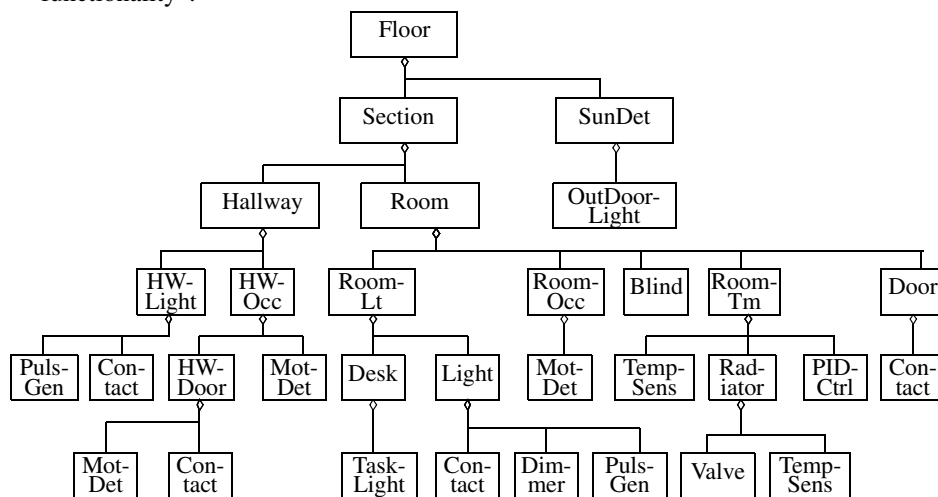 functionality".
Floor
Section
SunDet
Hallway
Room
OutDoor-
Light
HW-
Light
HW-
Occ
Room-
Lt
Room-
Occ
Blind
Room-
Tm
Door
Puls-
Gen
Con-
tact
HW-
Door
Mot-
Det
Desk
Light
Mot-
Det
Temp-
Sens
Rad-
iator
PID-
Ctrl
Con-
tact
Mot-
Det
Con-
tact
Task-
Light
Con-
tact
Dim-
mer
Puls-
Gen
Valve
Temp-
Sens